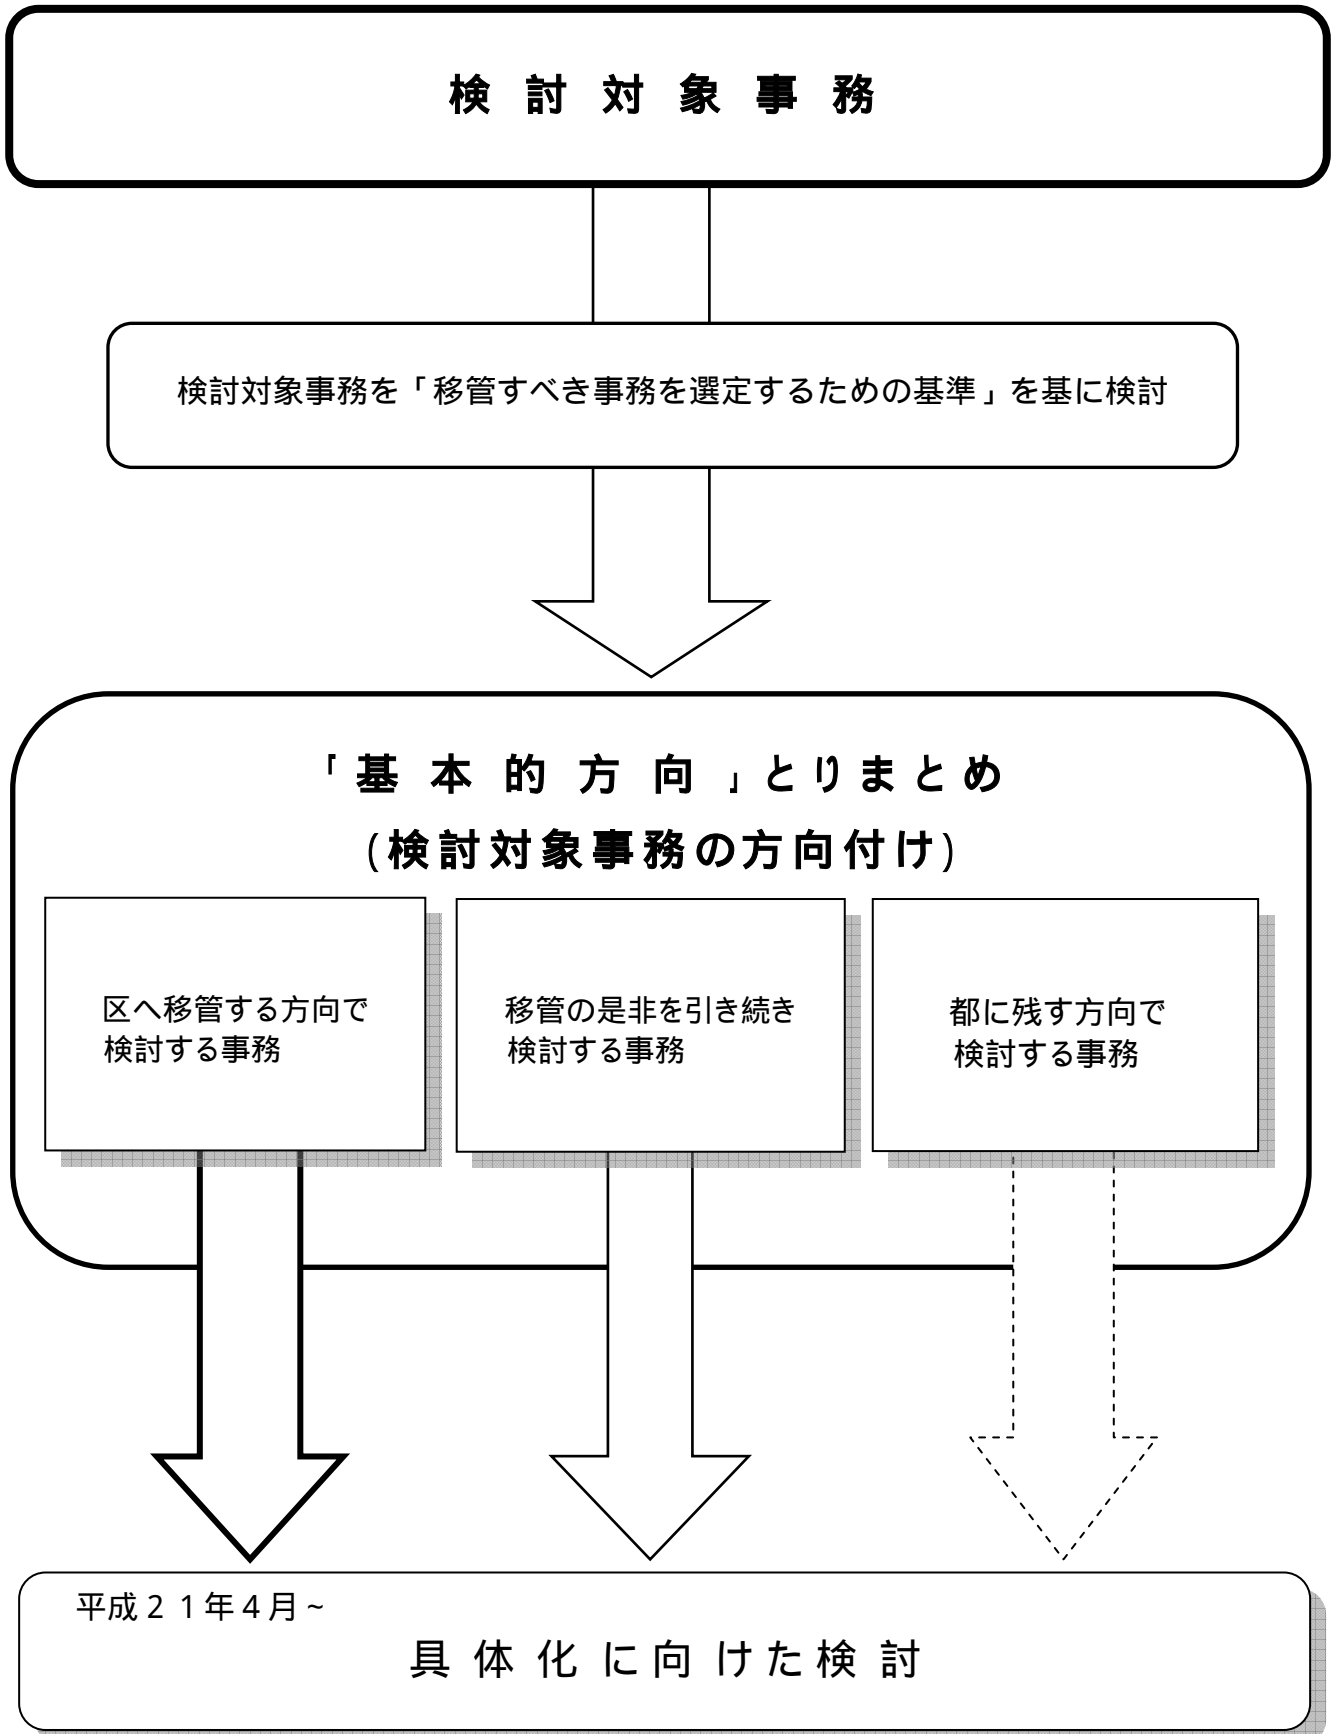 検討対象事務
検討対象事務を「移管すべき事務を選定するための基準」を基に検討
「基本的方向」とりまとめ
(検討対象事務の方向付け)
区へ移管する方向で
検討する事務
移管の是非を引き続き
検討する事務
都に残す方向で
検討する事務
平成２１年４月~
具体化に向けた検討